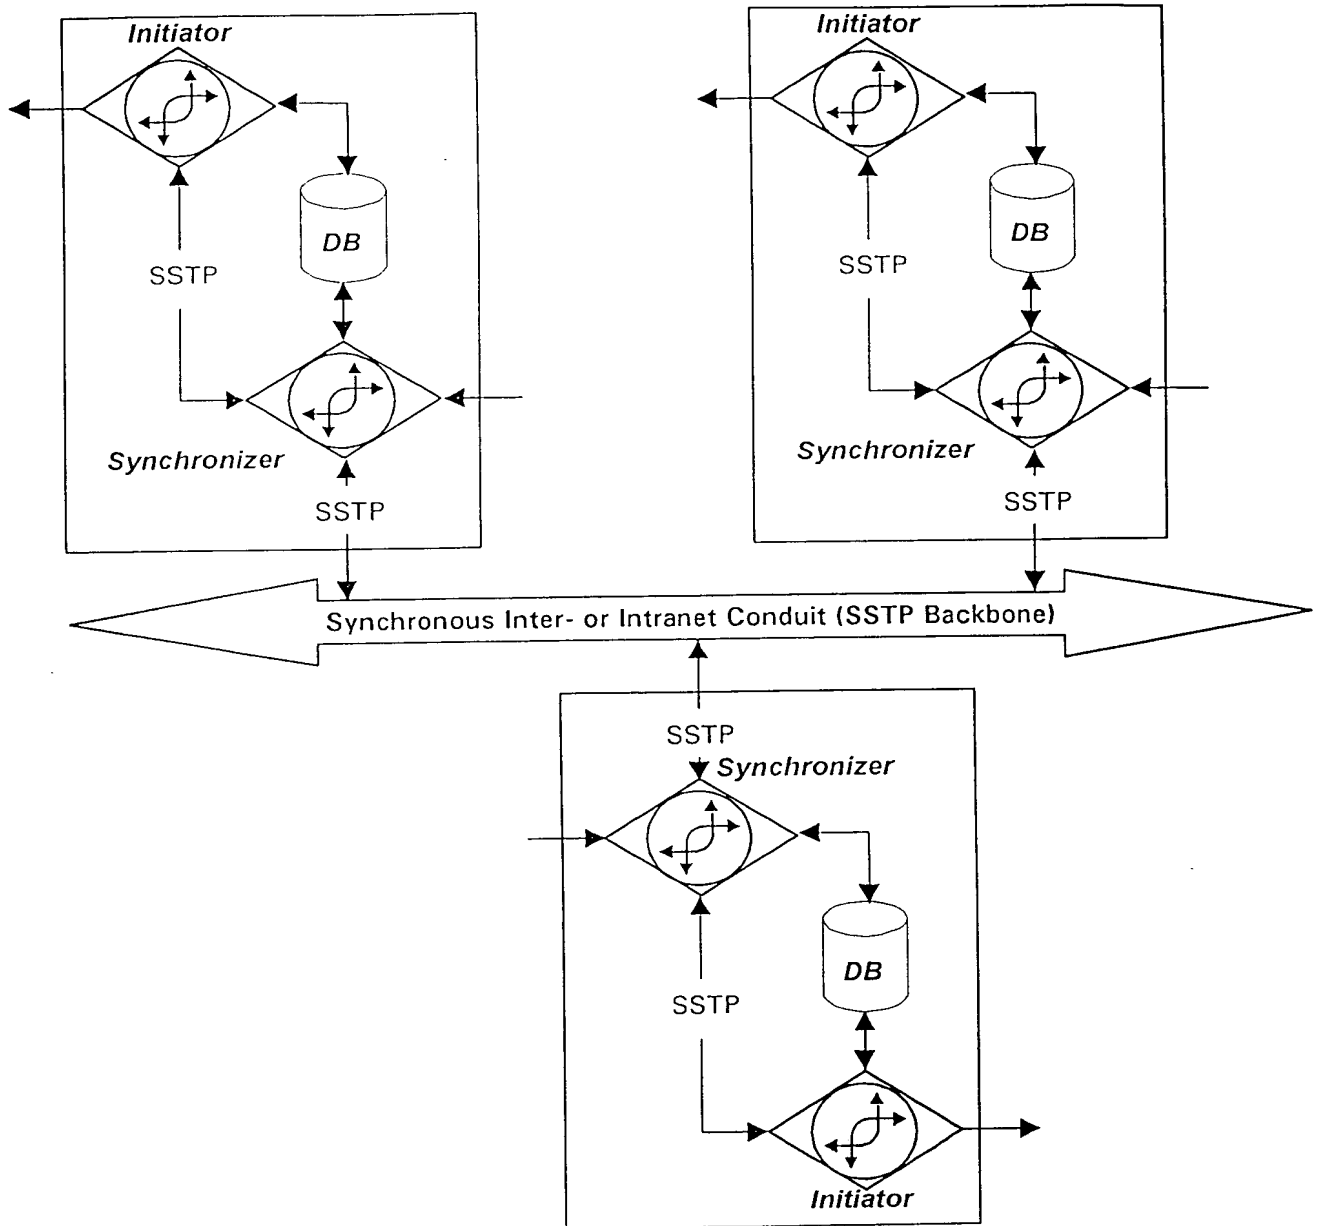 Initiator
Initiator
DB
DB
SSTP
SSTP
Synchronizer
Synchronizer
SSTP
SSTP
Synchronous Inter- or Intranet Conduit (SSTP Backbone)
SSTP
Synchronizer
DB
SSTP
Initiator